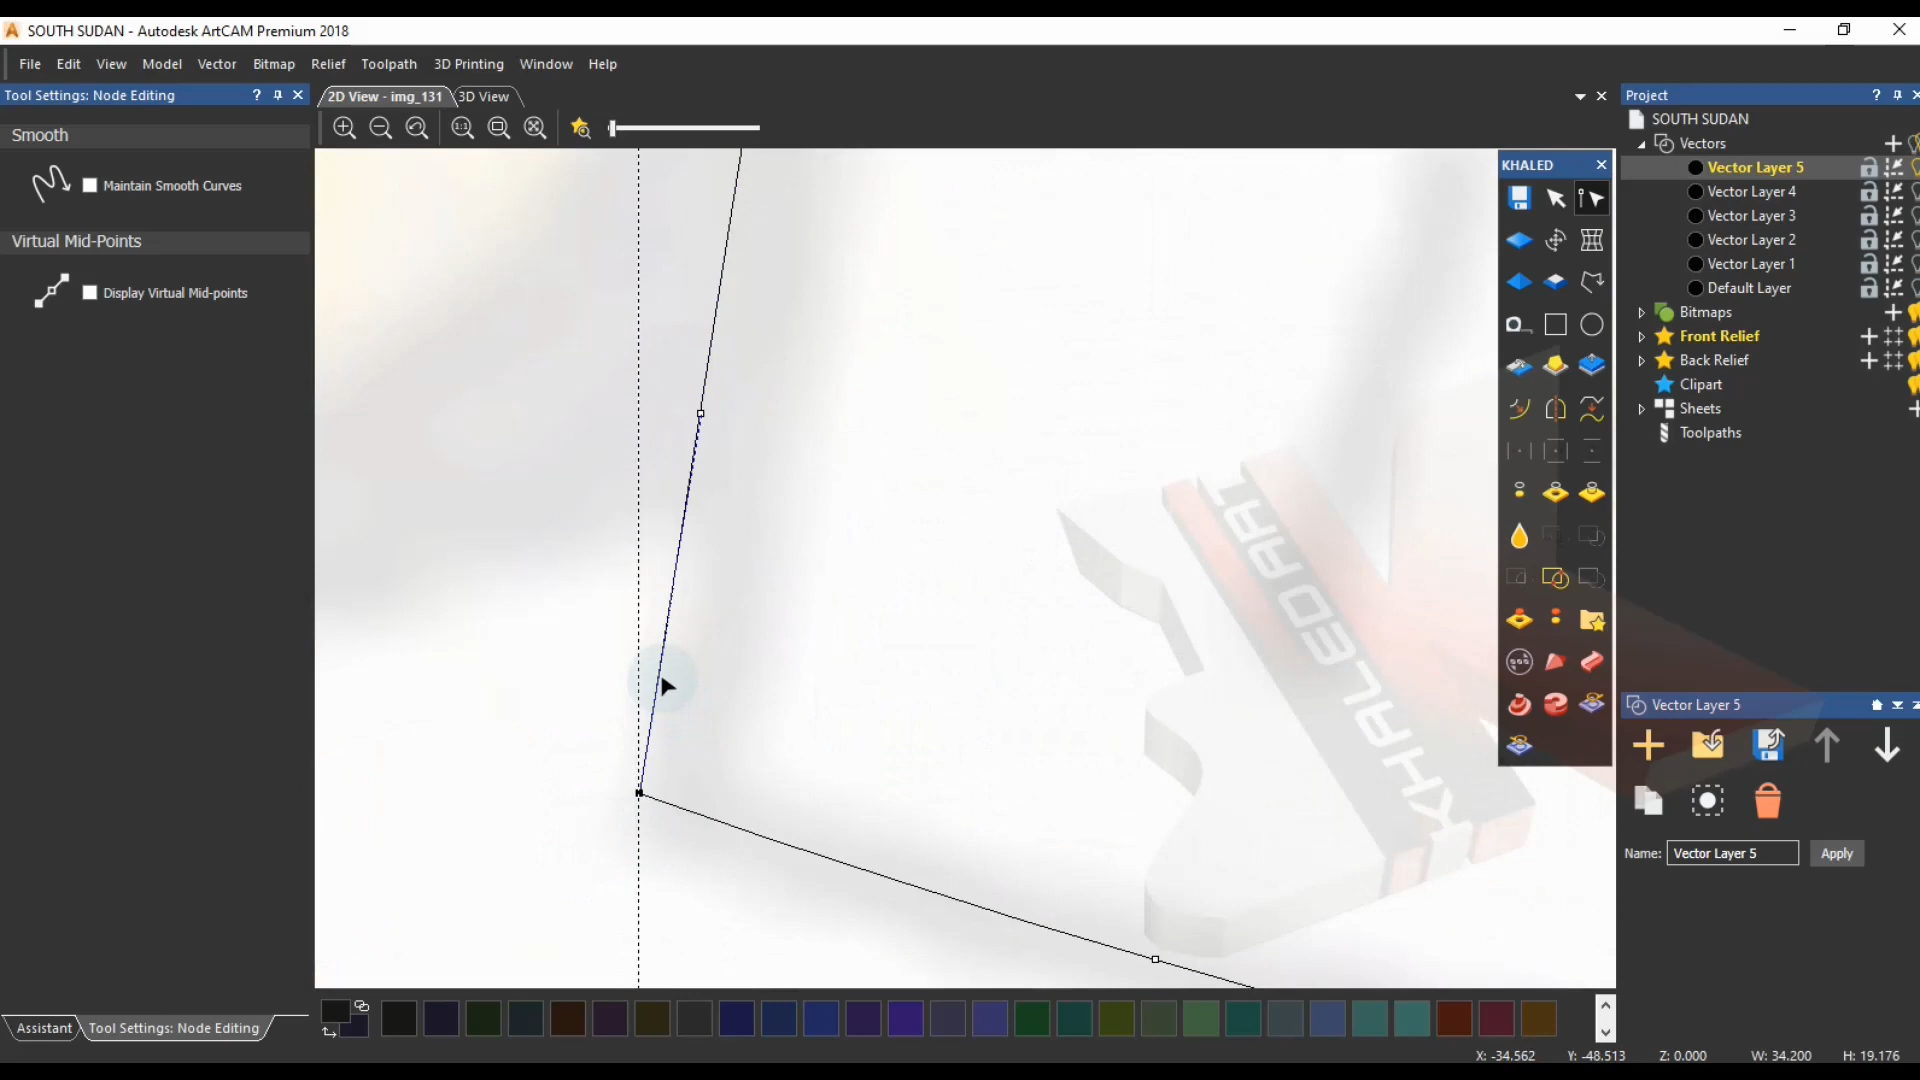 SOUTH SUDAN - Autodesk ArtCAM Premium 2018
File Edit View Model Vector Bitmap Relief Toolpath 3D Printing Window Help
Tool Settings: Node Editing
Smooth
Maintain Smooth Curves
Virtual Mid-Points
Display Virtual Mid-points
2D View - img_131
3D View
1:1
KHALED
KHALEDART
Project
SOUTH SUDAN
Vectors
Vector Layer 5
Vector Layer 4
Vector Layer 3
Vector Layer 2
Vector Layer 1
Default Layer
Bitmaps
Front Relief
Back Relief
Clipart
Sheets
Toolpaths
Vector Layer 5
Name: Vector Layer 5 Apply
Assistant
Tool Settings: Node Editing
X: -34.562 Y: -48.513 Z: 0.000 W: 34.200 H: 19.176